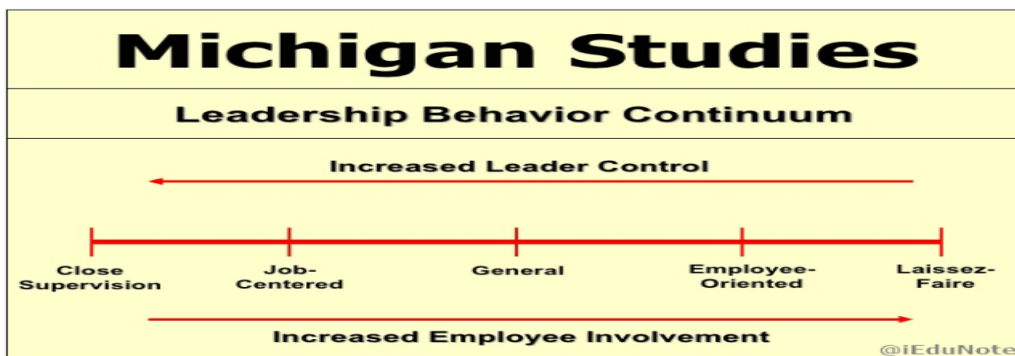 Michigan Studies
Leadership Behavior Continuum
Increased Leader Control
Close
Supervision
Job-
Centered
General
Employee-
Oriented
Laissez-
Faire
Increased Employee Involvement
@iEduNote